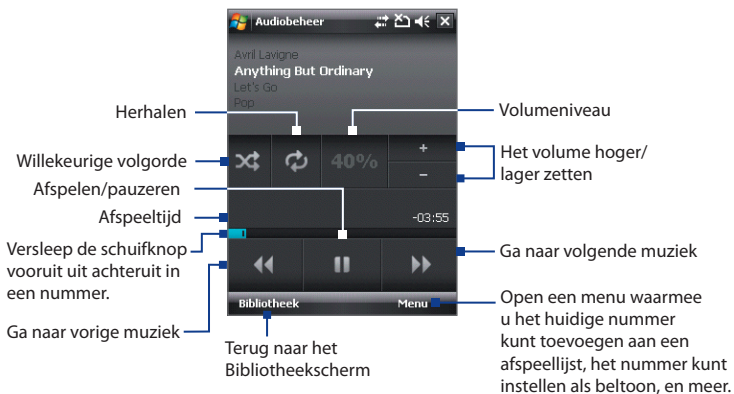 Audiobeheer
Avril Lavigne
Anything But Ordinary
Let's Go
Pop
Herhalen
Volumeniveau
40%
+
−
Willekeurige volgorde
Het volume hoger/
lager zetten
Afspelen/pauzeren
Afspeeltijd
-03:55
Versleep de schuifknop
vooruit uit achteruit in
een nummer.
Ga naar volgende muziek
Ga naar vorige muziek
Bibliotheek
Menu
Terug naar het
Bibliotheekscherm
Open een menu waarmee
u het huidige nummer
kunt toevoegen aan een
afspeellijst, het nummer kunt
instellen als beltoon, en meer.